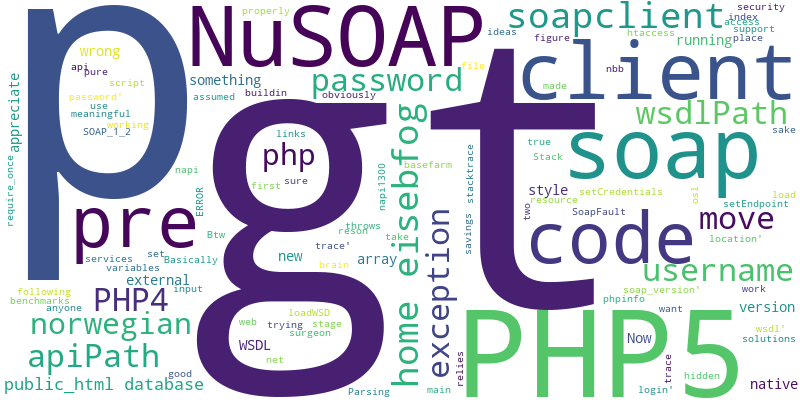 p
gt
NuSOAP
soapclient
client
PHP5
soap
code
pre
PHP4
password
wsdlPath
username
move
norwegian
apiPath
public_html database
home eisebfog
exception
php
external
something
wrong
api
pure
script
password'
use
meaningful
working
SOAP_1_2
appreciate
require_once
properly
assumed
buildin
obviously
links
first
sure
napi
ERROR
Btw
services
set
Basically
variables
input
following
benchmarks
anyone
good
new
array
trace'
brain
reson
throws
take
napi1300
basefarm
stacktrace
savings
loadWSD
web
trying
stage
surgeon
WSDL
net
Parsing
main
relies
login'
hidden
trace
Now
phpinfo
want
soap_version'
work
version
solutions
wsdl'
native
location'
setEndpoint
SoapFault
two
style
resource
setCredentials
osl
load
sake
true
Stack
nbb
made
file
figure
ideas
running
htaccess
access
support
place
index
security